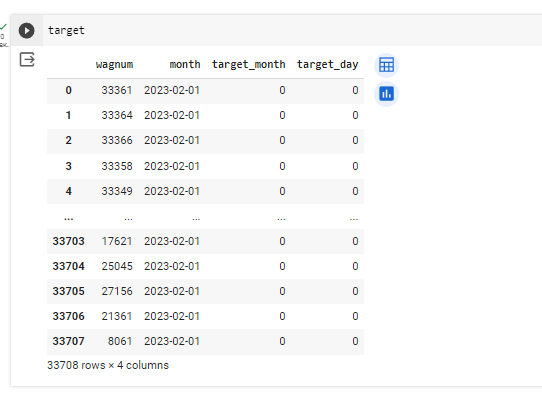 target
0
ек.
wagnum month target_month target_day
0 33361 2023-02-01 0 0
1 33364 2023-02-01 0 0
2 33366 2023-02-01 0 0
3 33358 2023-02-01 0 0
4 33349 2023-02-01 0 0
... ... ... ... ...
33703 17621 2023-02-01 0 0
33704 25045 2023-02-01 0 0
33705 27156 2023-02-01 0 0
33706 21361 2023-02-01 0 0
33707 8061 2023-02-01 0 0
33708 rows × 4 columns